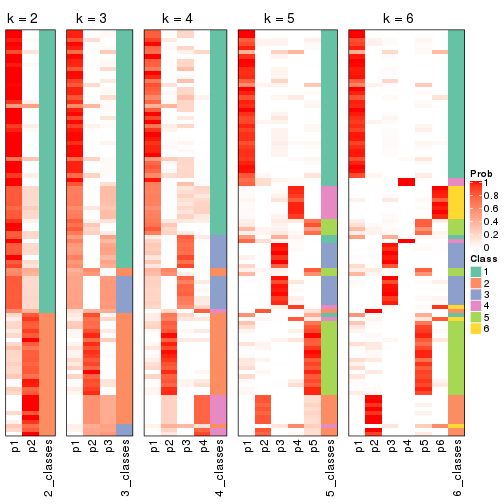 k = 2
k = 3
k = 4
k = 5
k = 6
p1
p2
2_classes
p1
p2
p3
3_classes
p1
p2
p3
p4
4_classes
p1
p2
p3
p4
p5
5_classes
p1
p2
p3
p4
p5
p6
6_classes
Prob
1
0.8
0.6
0.4
0.2
0
Class
1
2
3
4
5
6